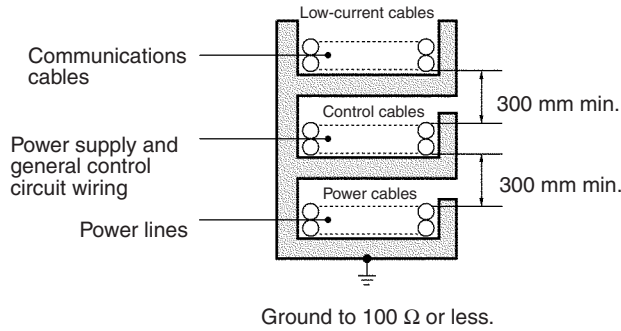 Low-current cables
Communications
cables
300 mm min.
Control cables
Power supply and
general control
circuit wiring
300 mm min.
Power cables
Power lines
Ground to 100 Ω or less.